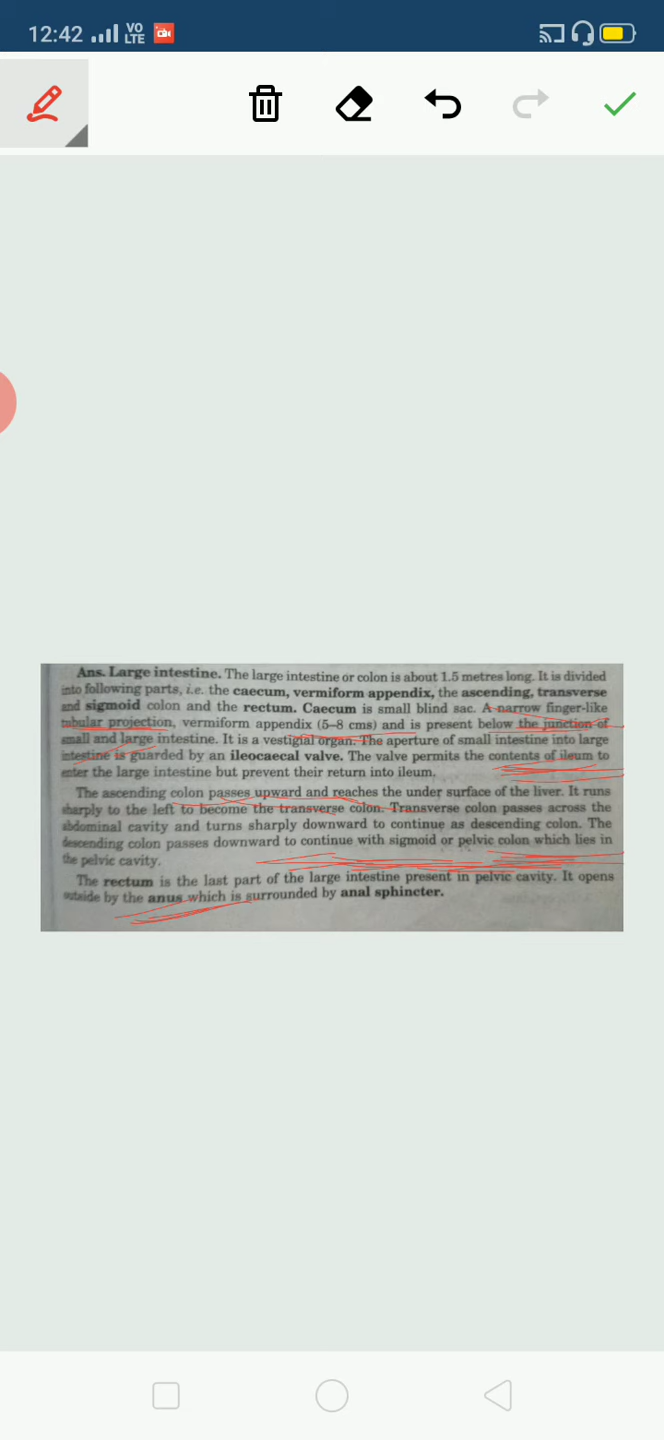 12:42 VO LTE
Ans. Large intestine. The large intestine or colon is about 1.5 metres long. It is divided
into following parts, i.e. the caecum, vermiform appendix, the ascending, transverse
and sigmoid colon and the rectum. Caecum is small blind sac. A narrow finger-like
tubular projection, vermiform appendix (5–8 cms) and is present below the junction of
small and large intestine. It is a vestigial organ. The aperture of small intestine into large
intestine is guarded by an ileocaecal valve. The valve permits the contents of ileum to
enter the large intestine but prevent their return into ileum.
The ascending colon passes upward and reaches the under surface of the liver. It runs
sharply to the left to become the transverse colon. Transverse colon passes across the
abdominal cavity and turns sharply downward to continue as descending colon. The
descending colon passes downward to continue with sigmoid or pelvic colon which lies in
the pelvic cavity.
The rectum is the last part of the large intestine present in pelvic cavity. It opens
outside by the anus which is surrounded by anal sphincter.